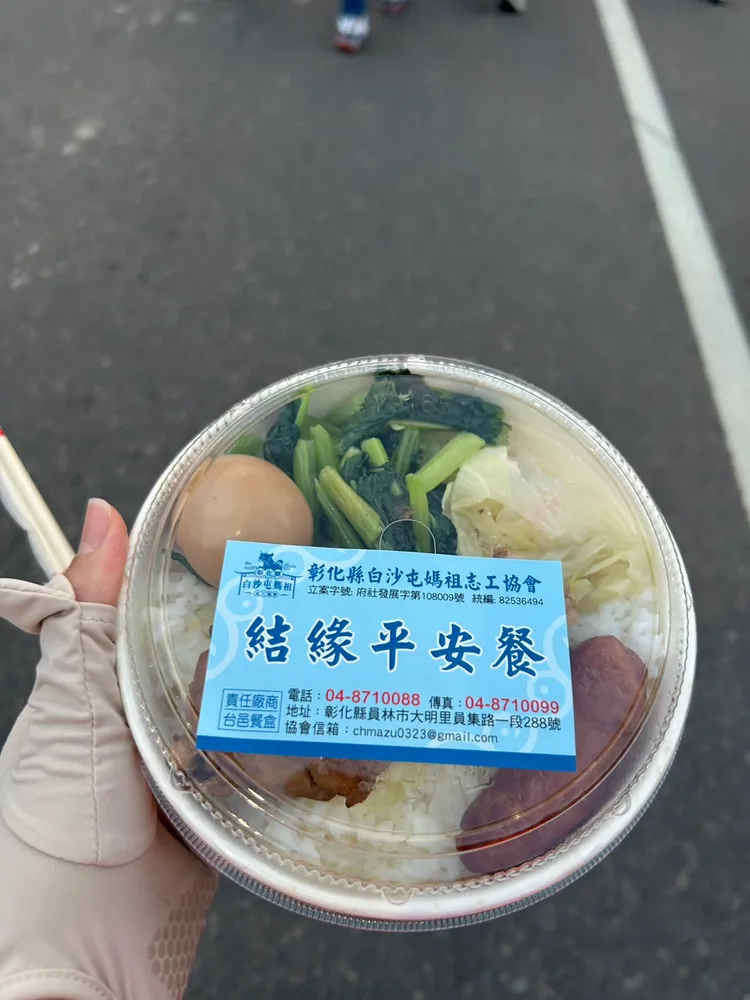 彰化縣
白沙屯媽祖
彰化縣白沙屯媽祖志工協會
立案字號: 府社發展字第108009號 統編: 82536494
結緣平安餐
責任廠商
台邑餐盒
電話：04-8710088 傳真：04-8710099
地址：彰化縣員林市大明里員集路一段288號
協會信箱：chmazu0323@gmail.com